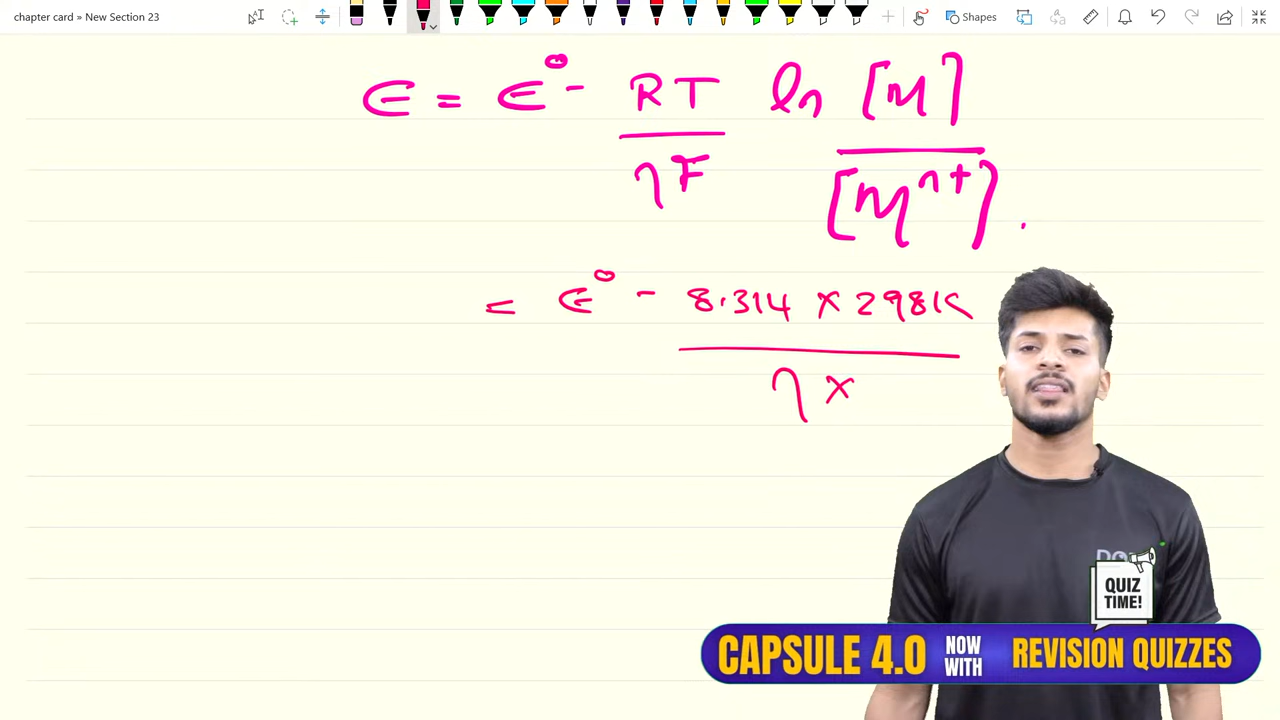 chapter card » New Section 23
Shapes
E = E° - RT ln [M]
nF [Mⁿ⁺].
= E° - 8.314 × 298K
n ×
QUIZ
TIME!
CAPSULE 4.0 NOW WITH REVISION QUIZZES